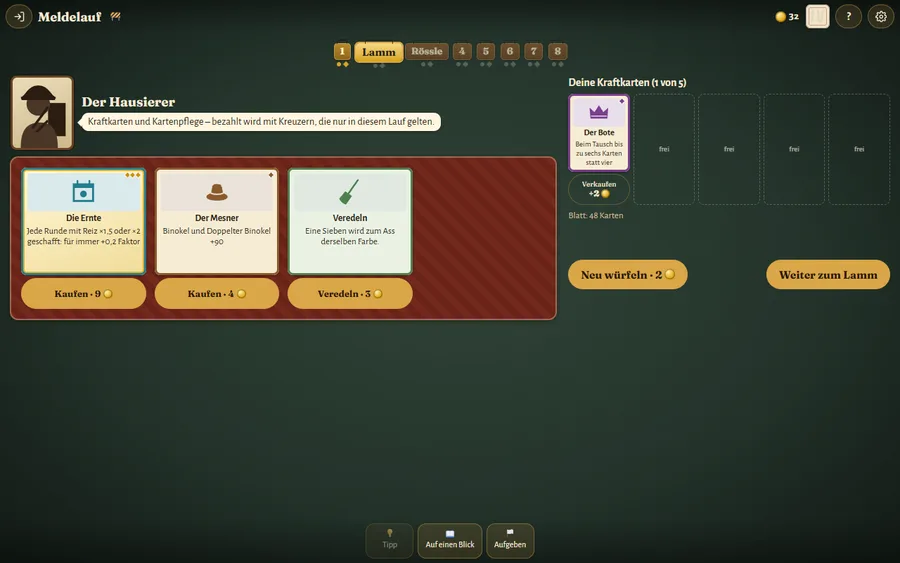 Meldelauf
32
?
1
Lamm
Rössle
4
5
6
7
8
Der Hausierer
Kraftkarten und Kartenpflege – bezahlt wird mit Kreuzern, die nur in diesem Lauf gelten.
Die Ernte
Jede Runde mit Reiz ×1,5 oder ×2
geschafft: für immer +0,2 Faktor
Kaufen · 9
Der Mesner
Binokel und Doppelter Binokel
+90
Kaufen · 4
Veredeln
Eine Sieben wird zum Ass
derselben Farbe.
Veredeln · 3
Deine Kraftkarten (1 von 5)
Der Bote
Beim Tausch bis
zu sechs Karten
statt vier
Verkaufen
+2
frei
frei
frei
frei
Blatt: 48 Karten
Neu würfeln · 2
Weiter zum Lamm
Tipp
Auf einen Blick
Aufgeben